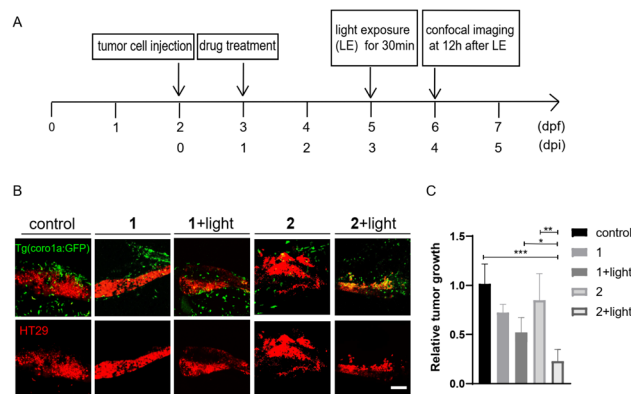 A
tumor cell injection
drug treatment
light exposure
(LE) for 30min
confocal imaging
at 12h after LE
0 1 2 3 4 5 6 7 (dpf)
0 1 2 3 4 5 (dpi)
B
control 1 1+light 2 2+light
Tg(coro1a:GFP)
HT29
C
Relative tumor growth
1.5
1.0
0.5
0.0
**
*
***
control
1
1+light
2
2+light